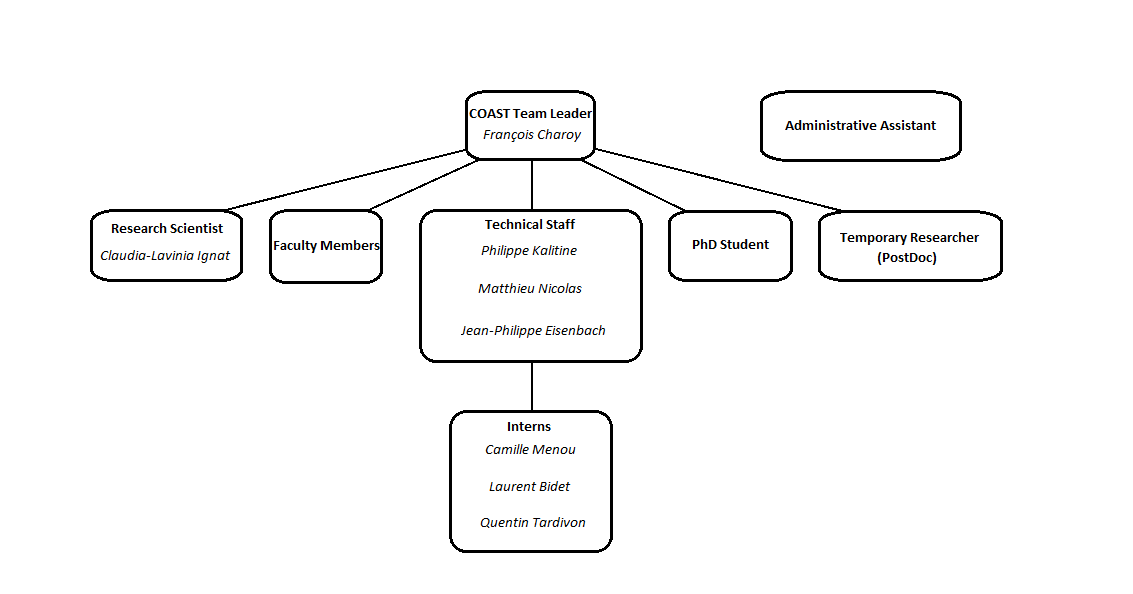 COAST Team Leader
François Charoy
Administrative Assistant
Research Scientist
Claudia-Lavinia Ignat
Faculty Members
Technical Staff
Philippe Kalitine
Matthieu Nicolas
Jean-Philippe Eisenbach
PhD Student
Temporary Researcher
(PostDoc)
Interns
Camille Menou
Laurent Bidet
Quentin Tardivon